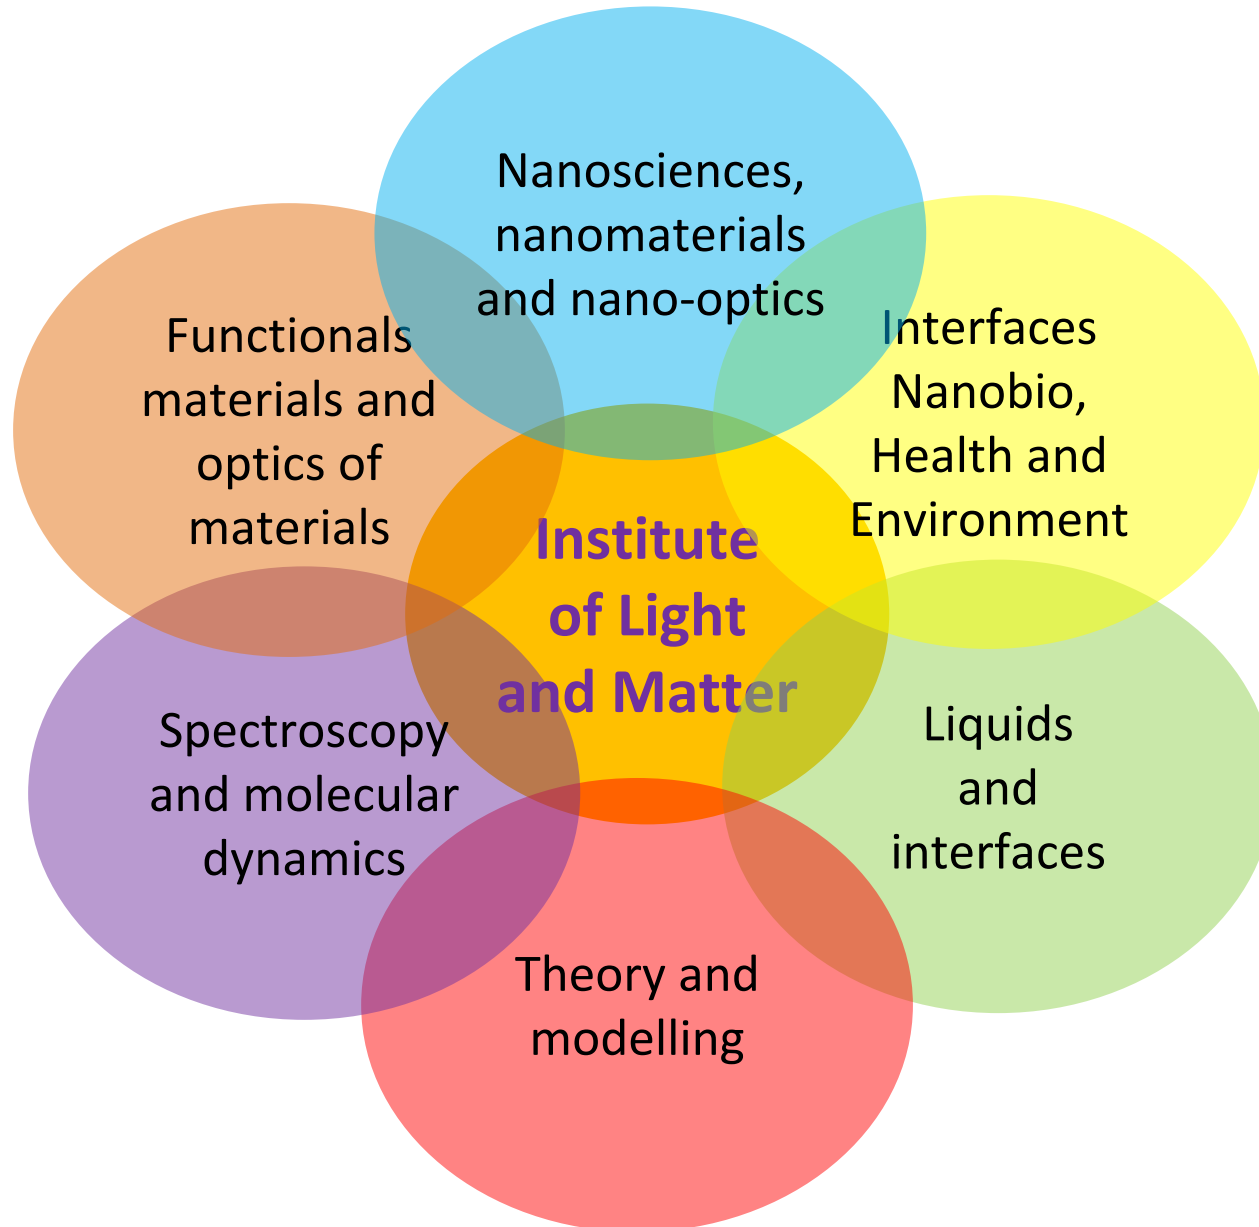 Nanosciences,
nanomaterials
and nano-optics
Functionals
materials and
optics of
materials
Interfaces
Nanobio,
Health and
Environment
Institute
of Light
and Matter
Spectroscopy
and molecular
dynamics
Liquids
and
interfaces
Theory and
modelling